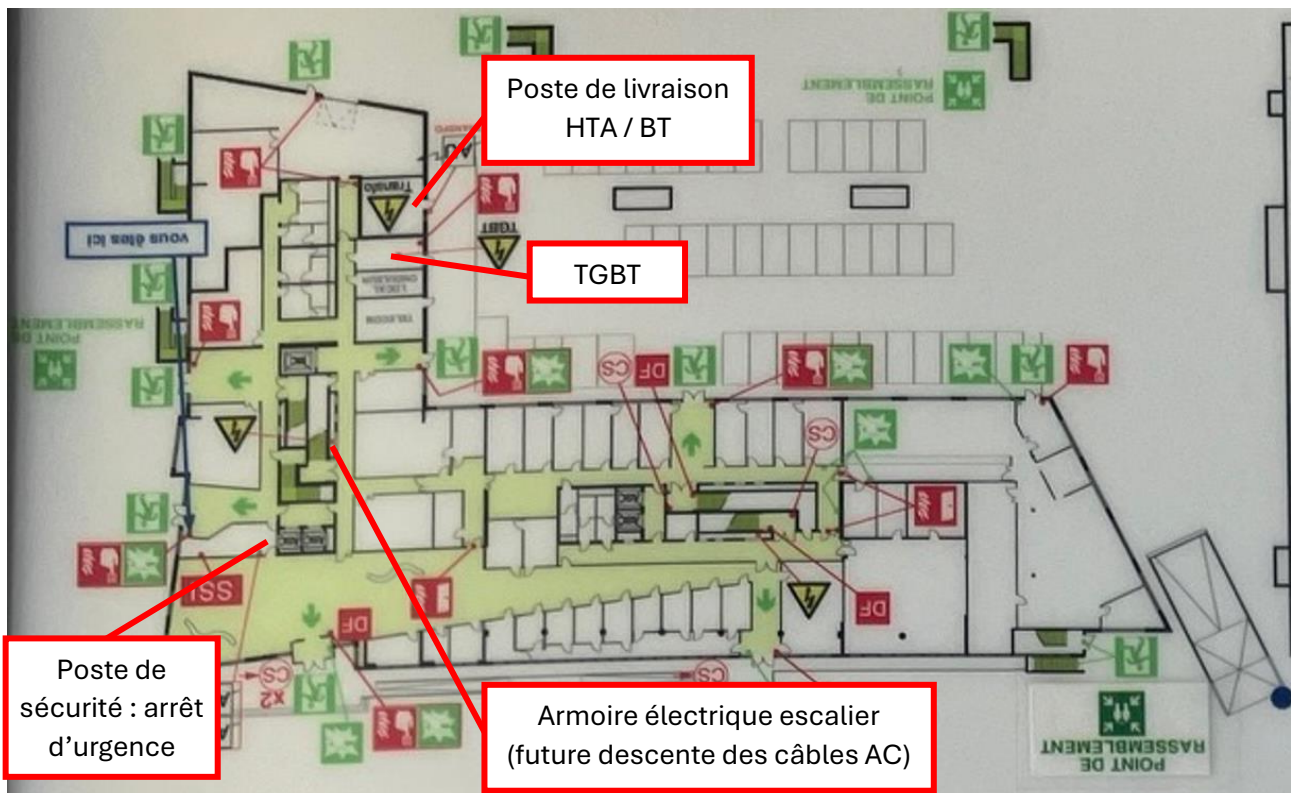 POINT DE
RASSEMBLEMENT
Poste de livraison
HTA / BT
Transfo
TGBT
TGBT
vous êtes ici
LOCAL
ONDULEUR
TELECOM
POINT DE
RASSEMBLEMENT
CS
DF
CS
SSI
DF
DF
CS
x2
CS
Poste de
sécurité : arrêt
d’urgence
Armoire électrique escalier
(future descente des câbles AC)
POINT DE
RASSEMBLEMENT